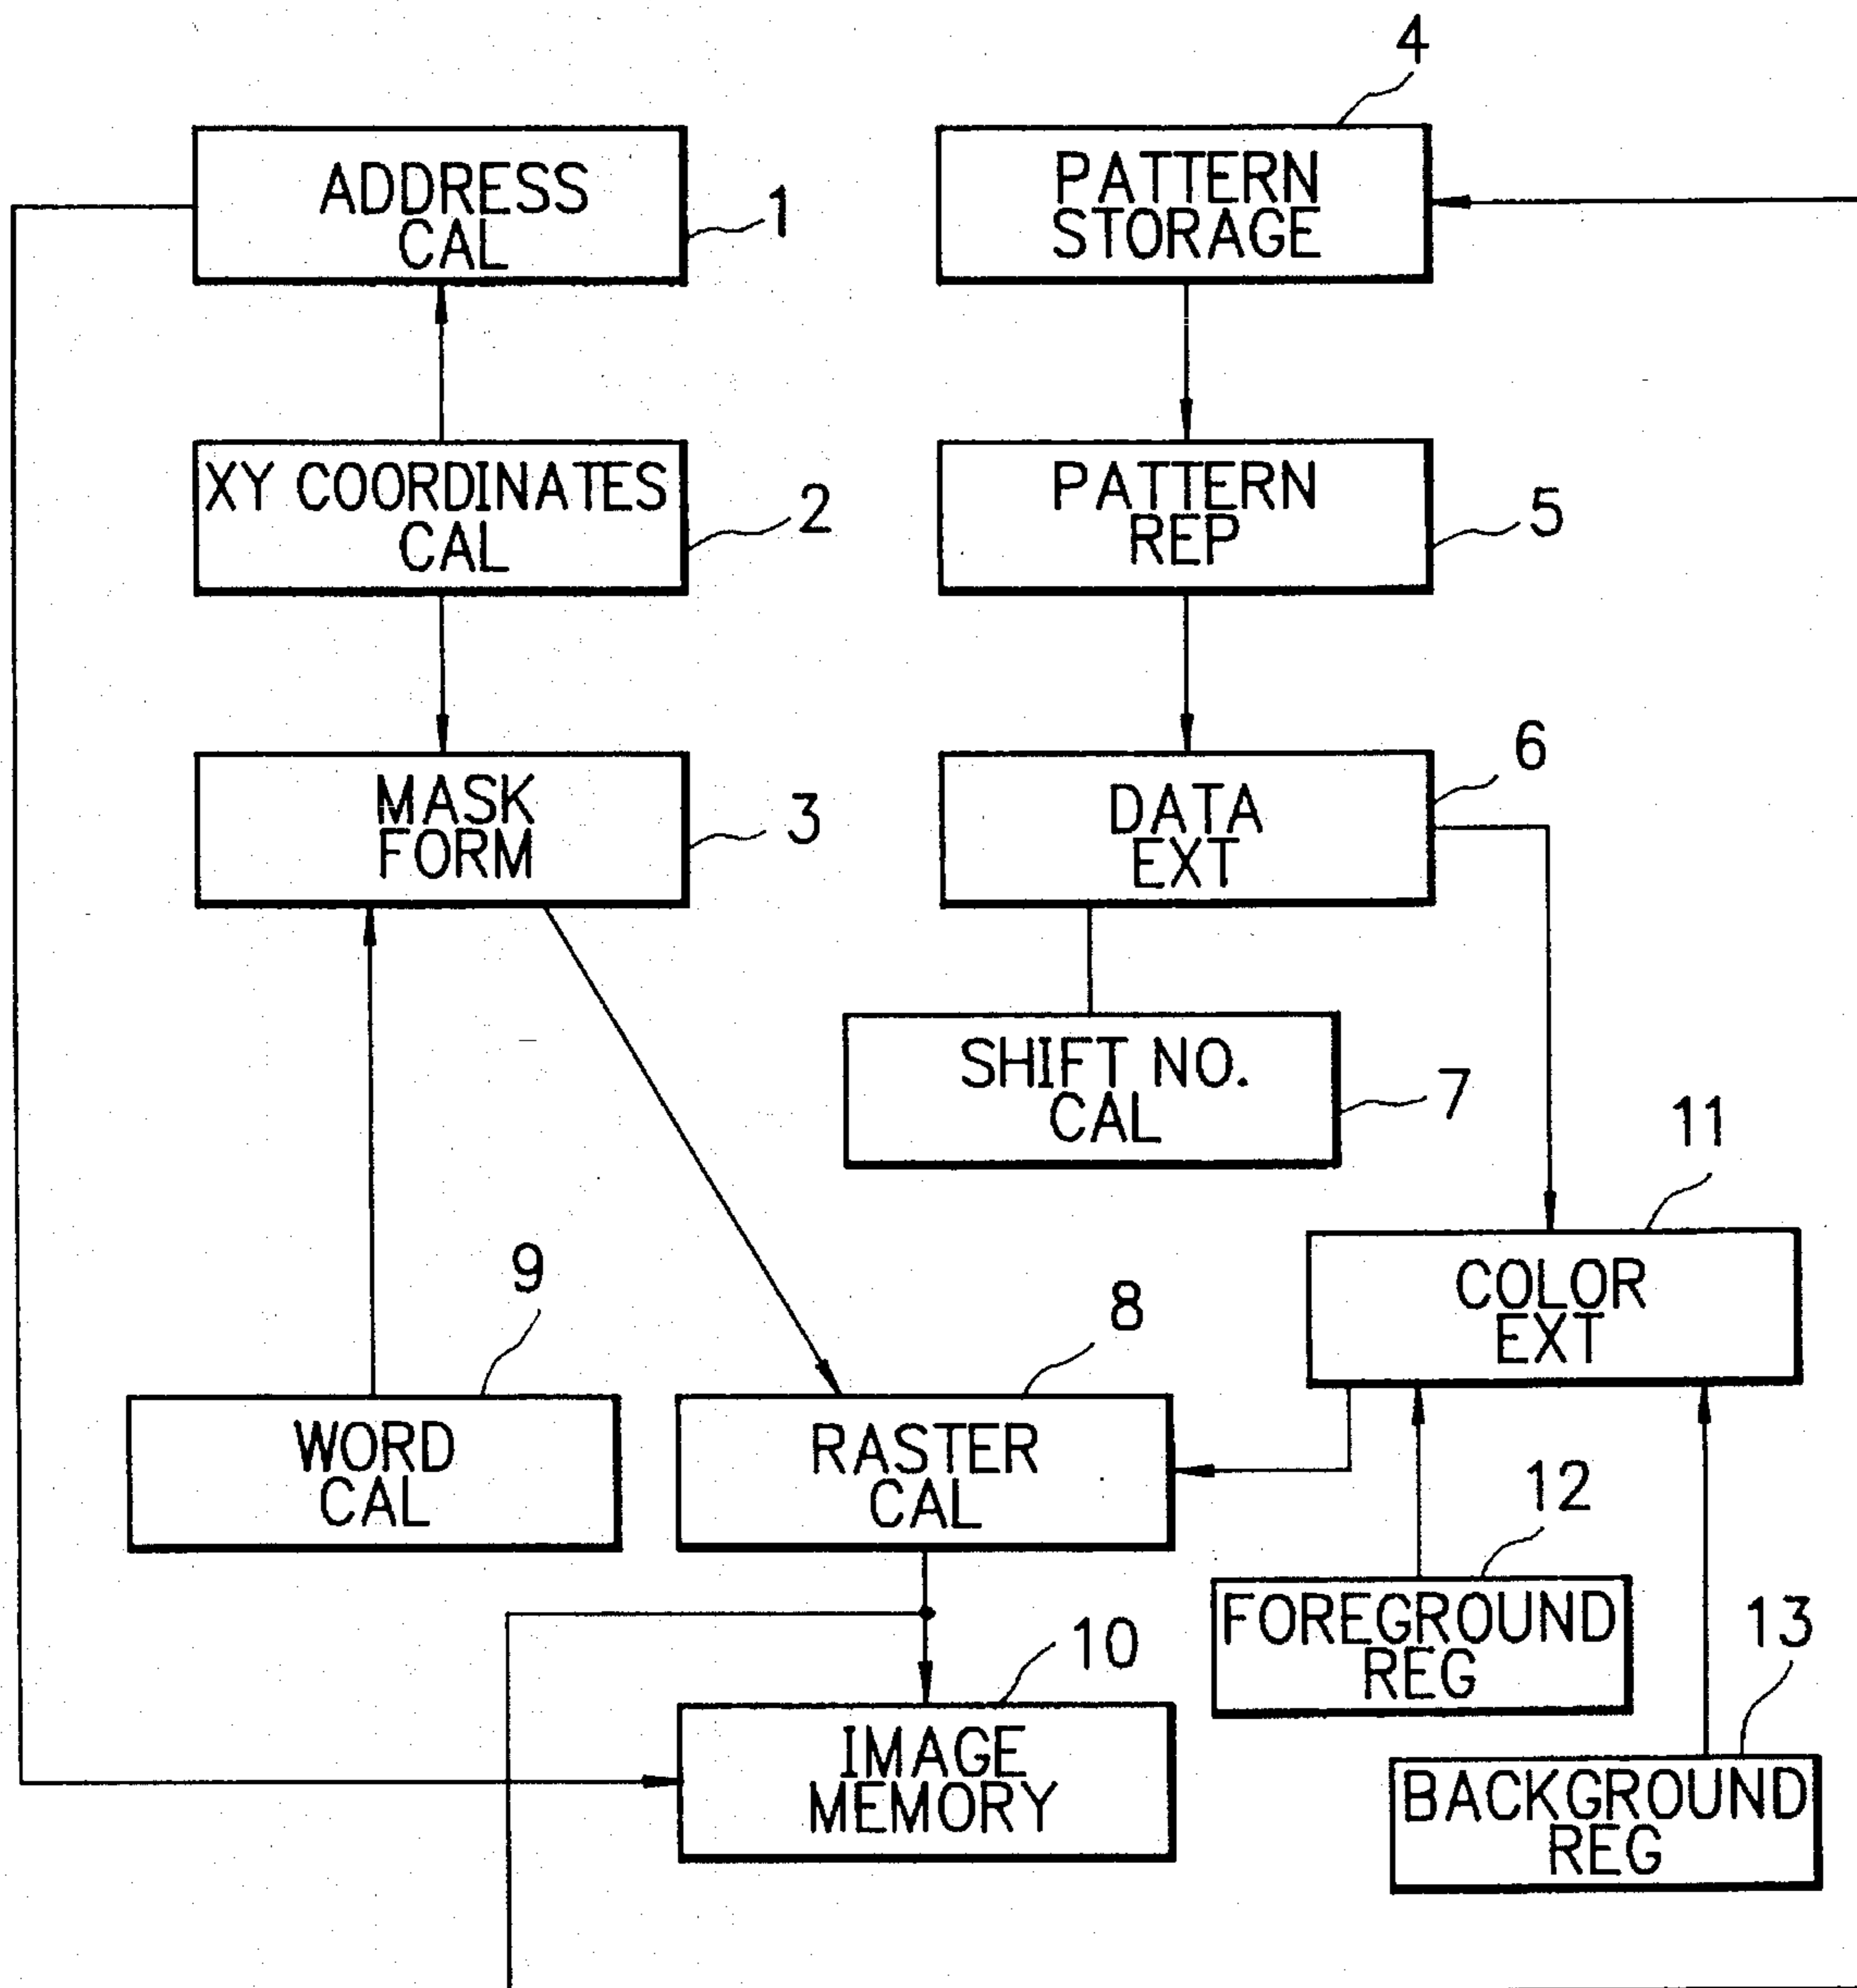 4
ADDRESS
CAL
1
PATTERN
STORAGE
XY COORDINATES
CAL
2
PATTERN
REP
5
MASK
FORM
3
DATA
EXT
6
SHIFT NO.
CAL
7
11
COLOR
EXT
9
8
WORD
CAL
RASTER
CAL
12
FOREGROUND
REG
10
13
IMAGE
MEMORY
BACKGROUND
REG